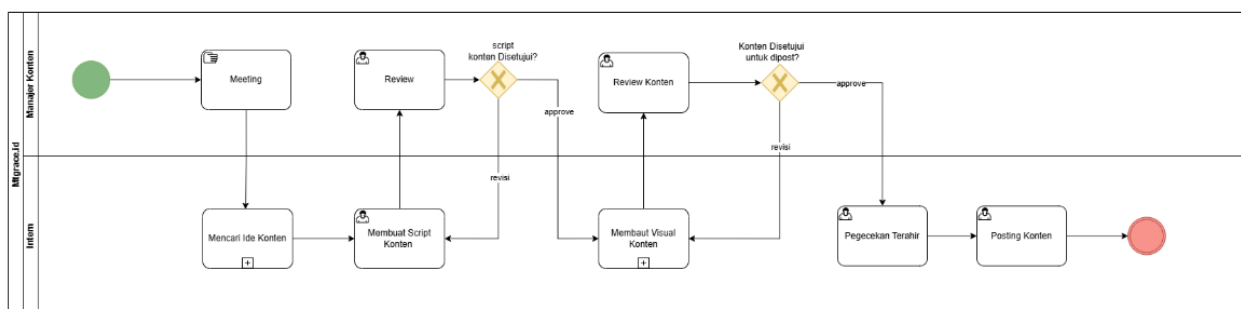 Migrace.id
Manajer Konten
Intern
Meeting
Review
script
konten Disetujui?
approve
revisi
Review Konten
Konten Disetujui
untuk dipost?
approve
revisi
Mencari Ide Konten
Membuat Script
Konten
Membaut Visual
Konten
Pegecekan Terahir
Posting Konten